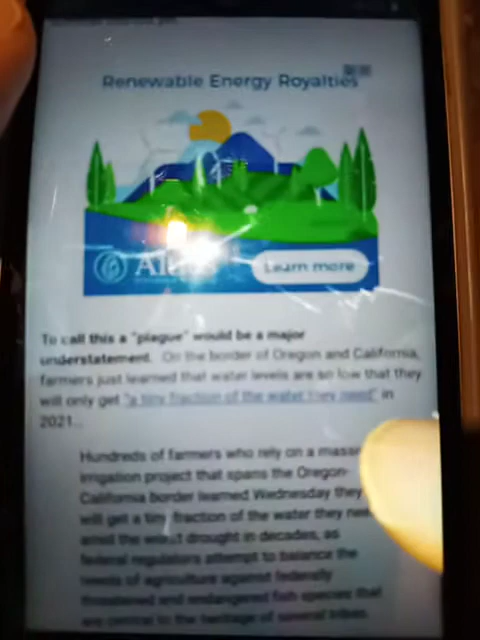 Renewable Energy Royalties
Learn more
To call this a "plague" would be a major
understatement. On the border of Oregon and California,
farmers just learned that water levels are so low that they
will only get "a tiny fraction of the water they need" in
2021...
Hundreds of farmers who rely on a
irrigation project that spans the Oregon-
California border learned Wednesday they
will get a tiny fraction of the water they
amid the worst drought in decades, as
federal regulators attempt to balance the
needs of agriculture against federally
threatened and endangered fish species that
are central to the heritage of several tribes.